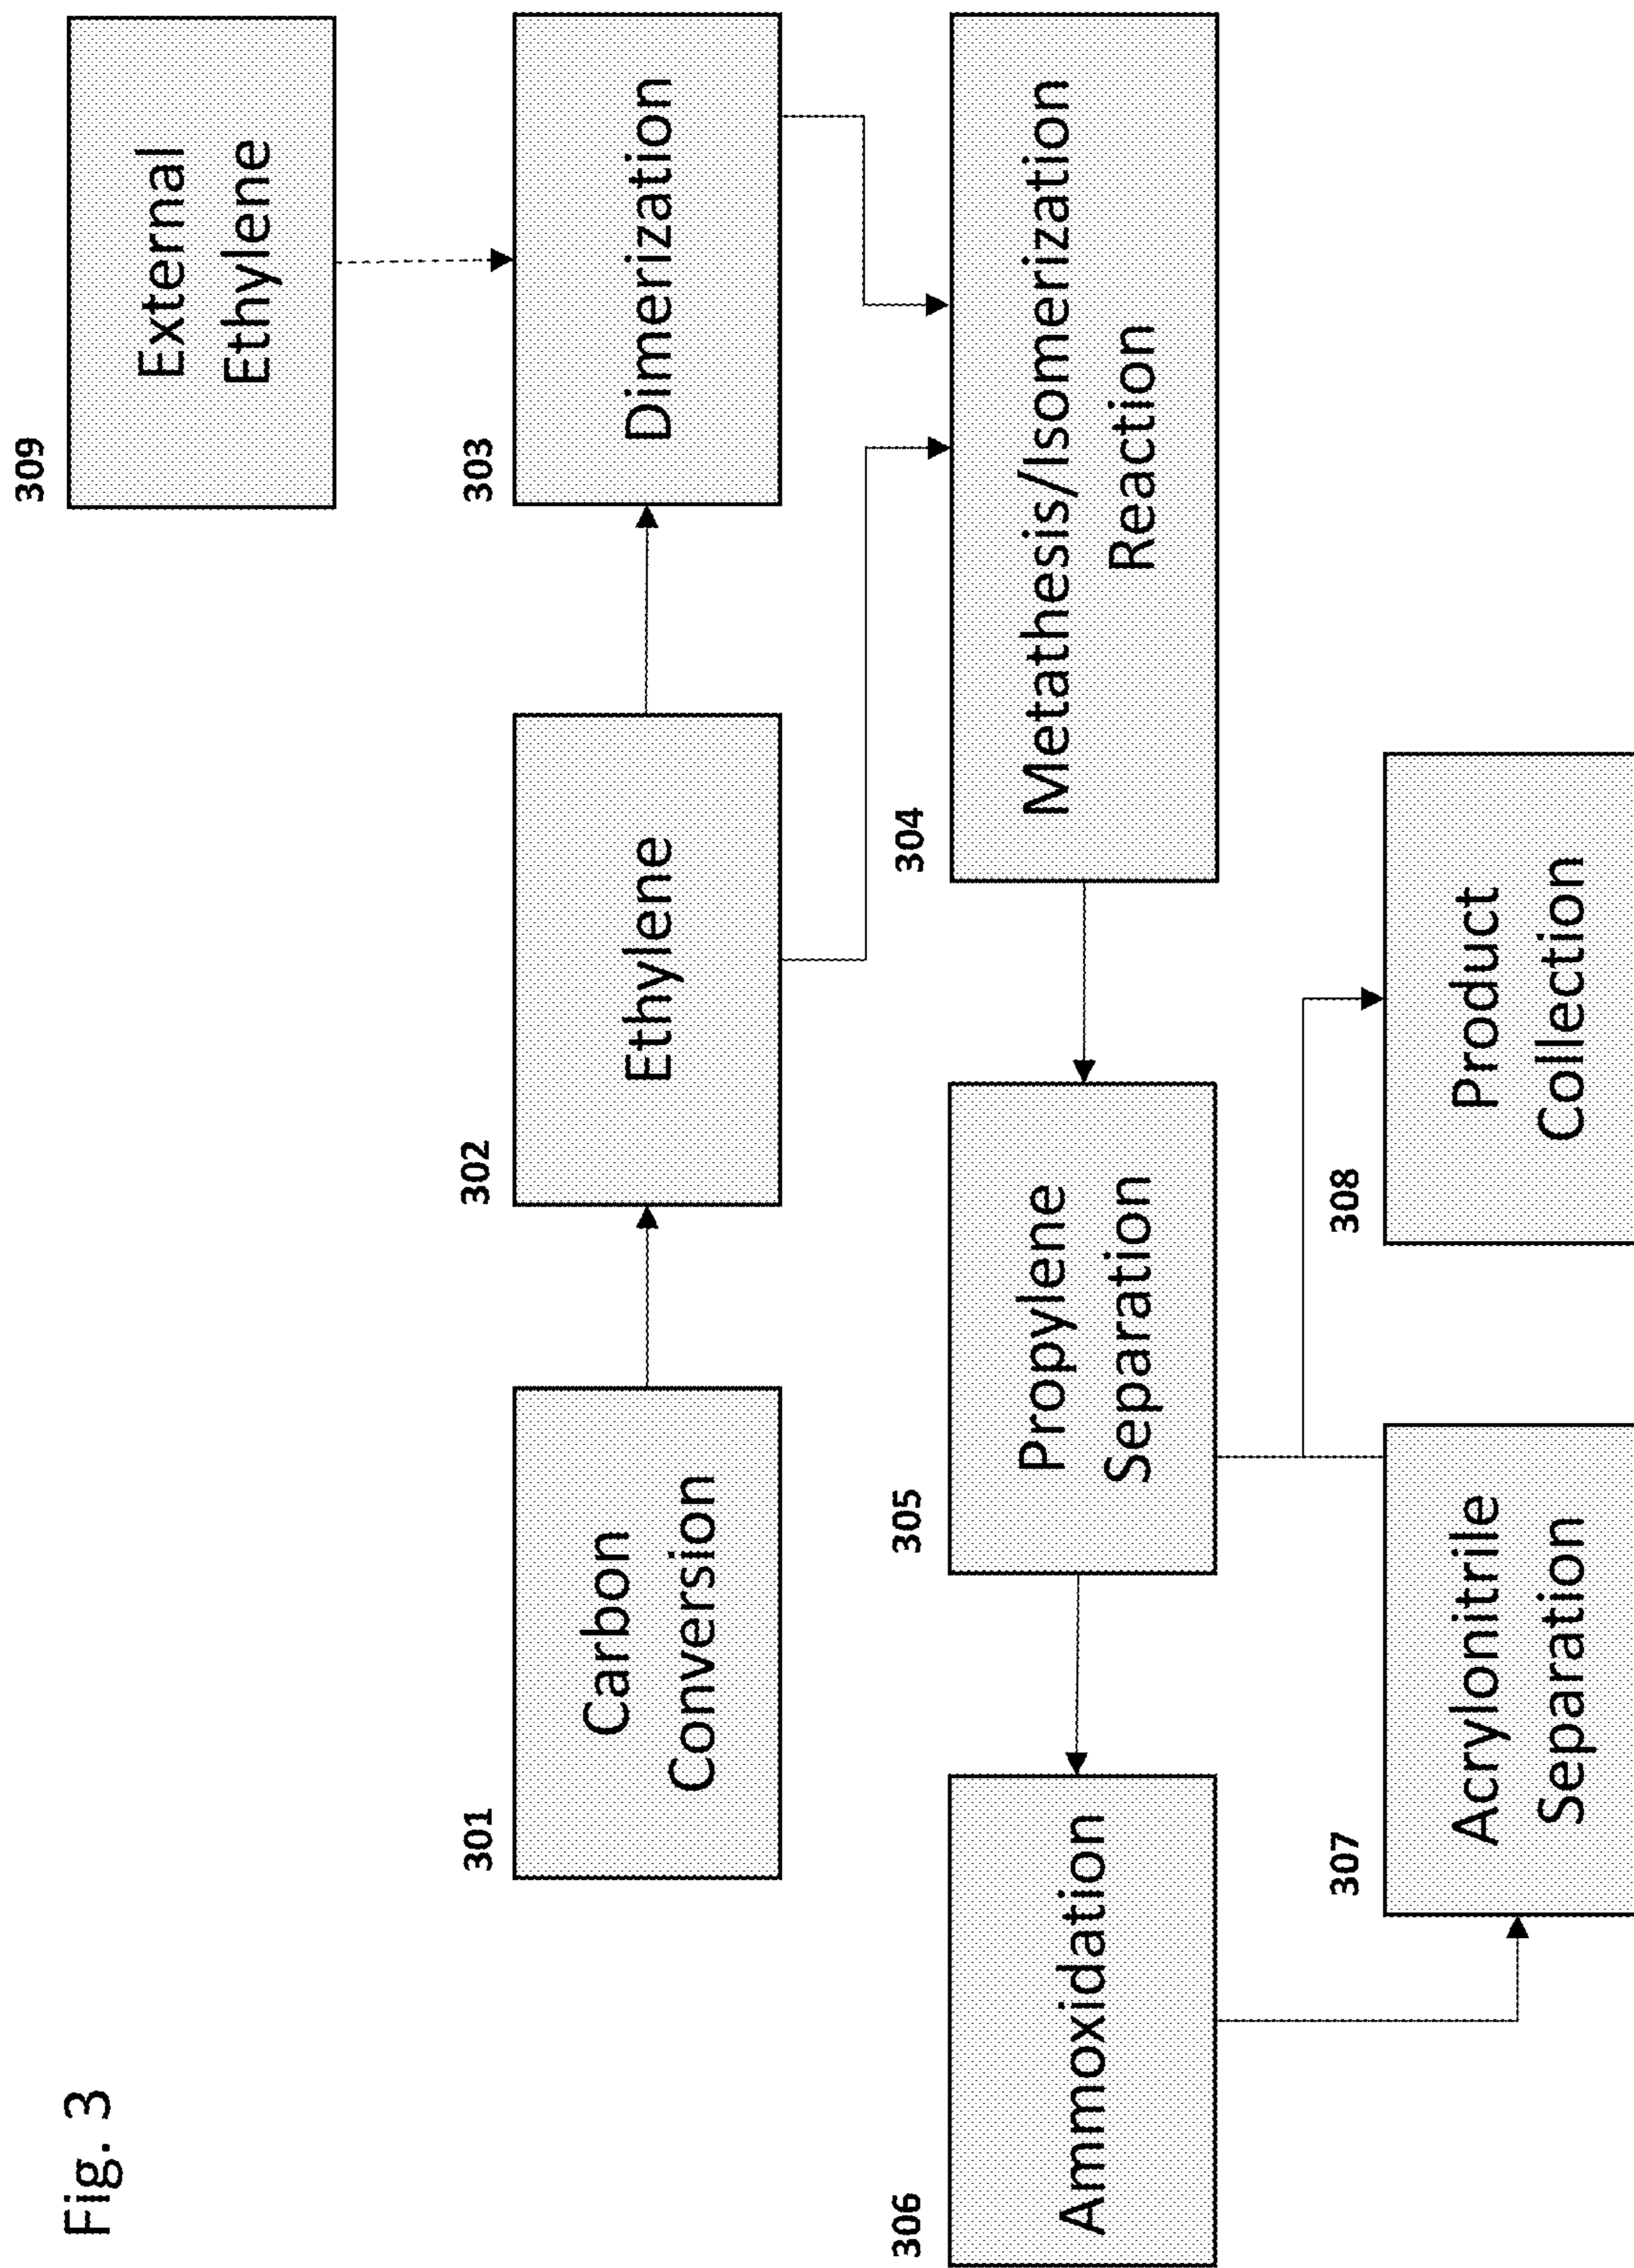 Fig. 3
309
External
Ethylene
301
Carbon
Conversion
302
Ethylene
303
Dimerization
306
Ammoxidation
305
Propylene
Separation
304
Metathesis/Isomerization
Reaction
307
Acrylonitrile
Separation
308
Product
Collection